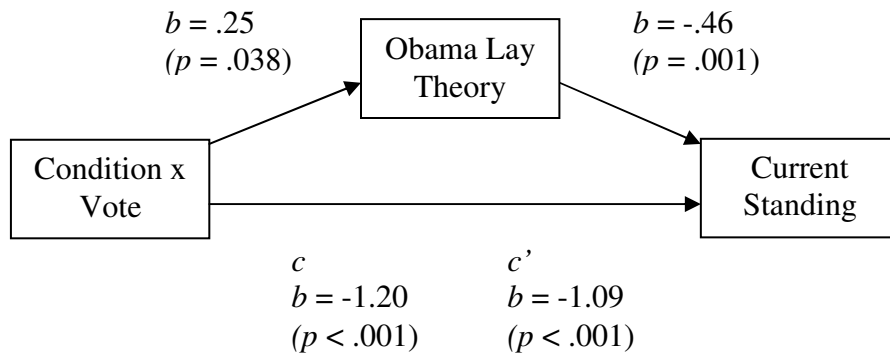 b = .25
(p = .038)
Obama Lay
Theory
b = -.46
(p = .001)
Condition x
Vote
Current
Standing
c
b = -1.20
(p < .001)
c’
b = -1.09
(p < .001)